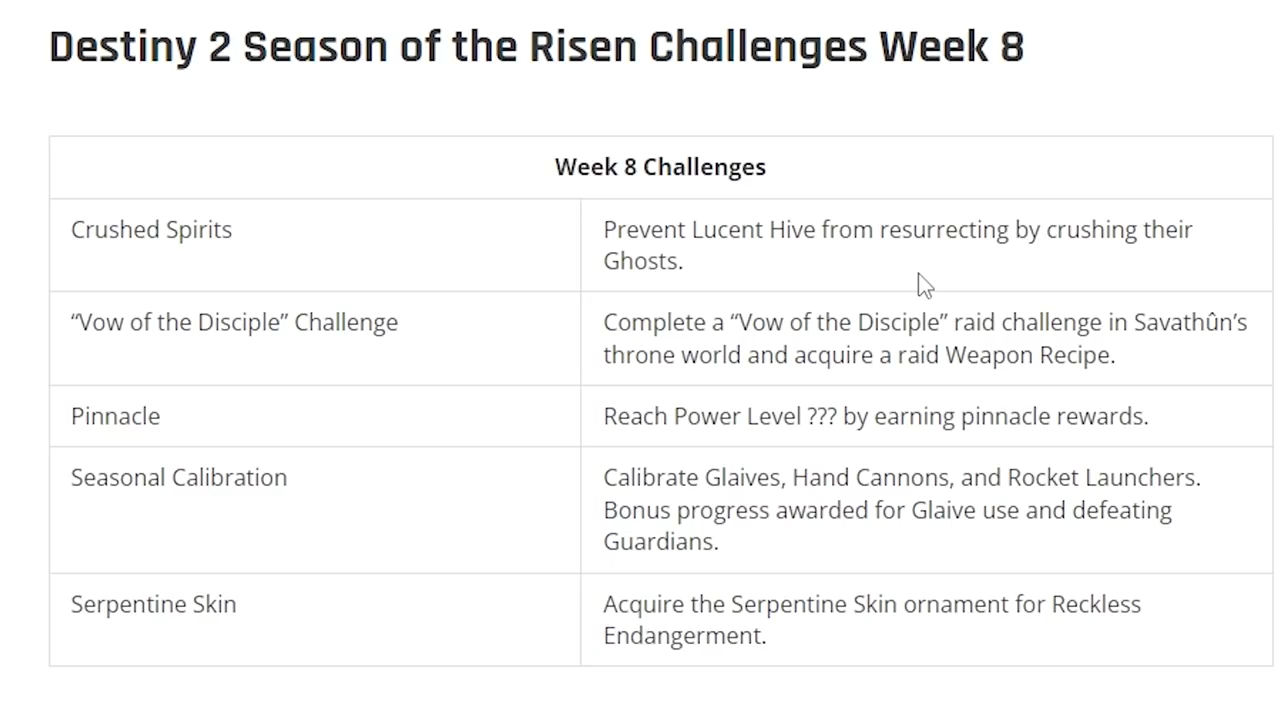 Destiny 2 Season of the Risen Challenges Week 8
Week 8 Challenges
Crushed Spirits
Prevent Lucent Hive from resurrecting by crushing their
Ghosts.
“Vow of the Disciple” Challenge
Complete a “Vow of the Disciple” raid challenge in Savathûn’s
throne world and acquire a raid Weapon Recipe.
Pinnacle
Reach Power Level ??? by earning pinnacle rewards.
Seasonal Calibration
Calibrate Glaives, Hand Cannons, and Rocket Launchers.
Bonus progress awarded for Glaive use and defeating
Guardians.
Serpentine Skin
Acquire the Serpentine Skin ornament for Reckless
Endangerment.